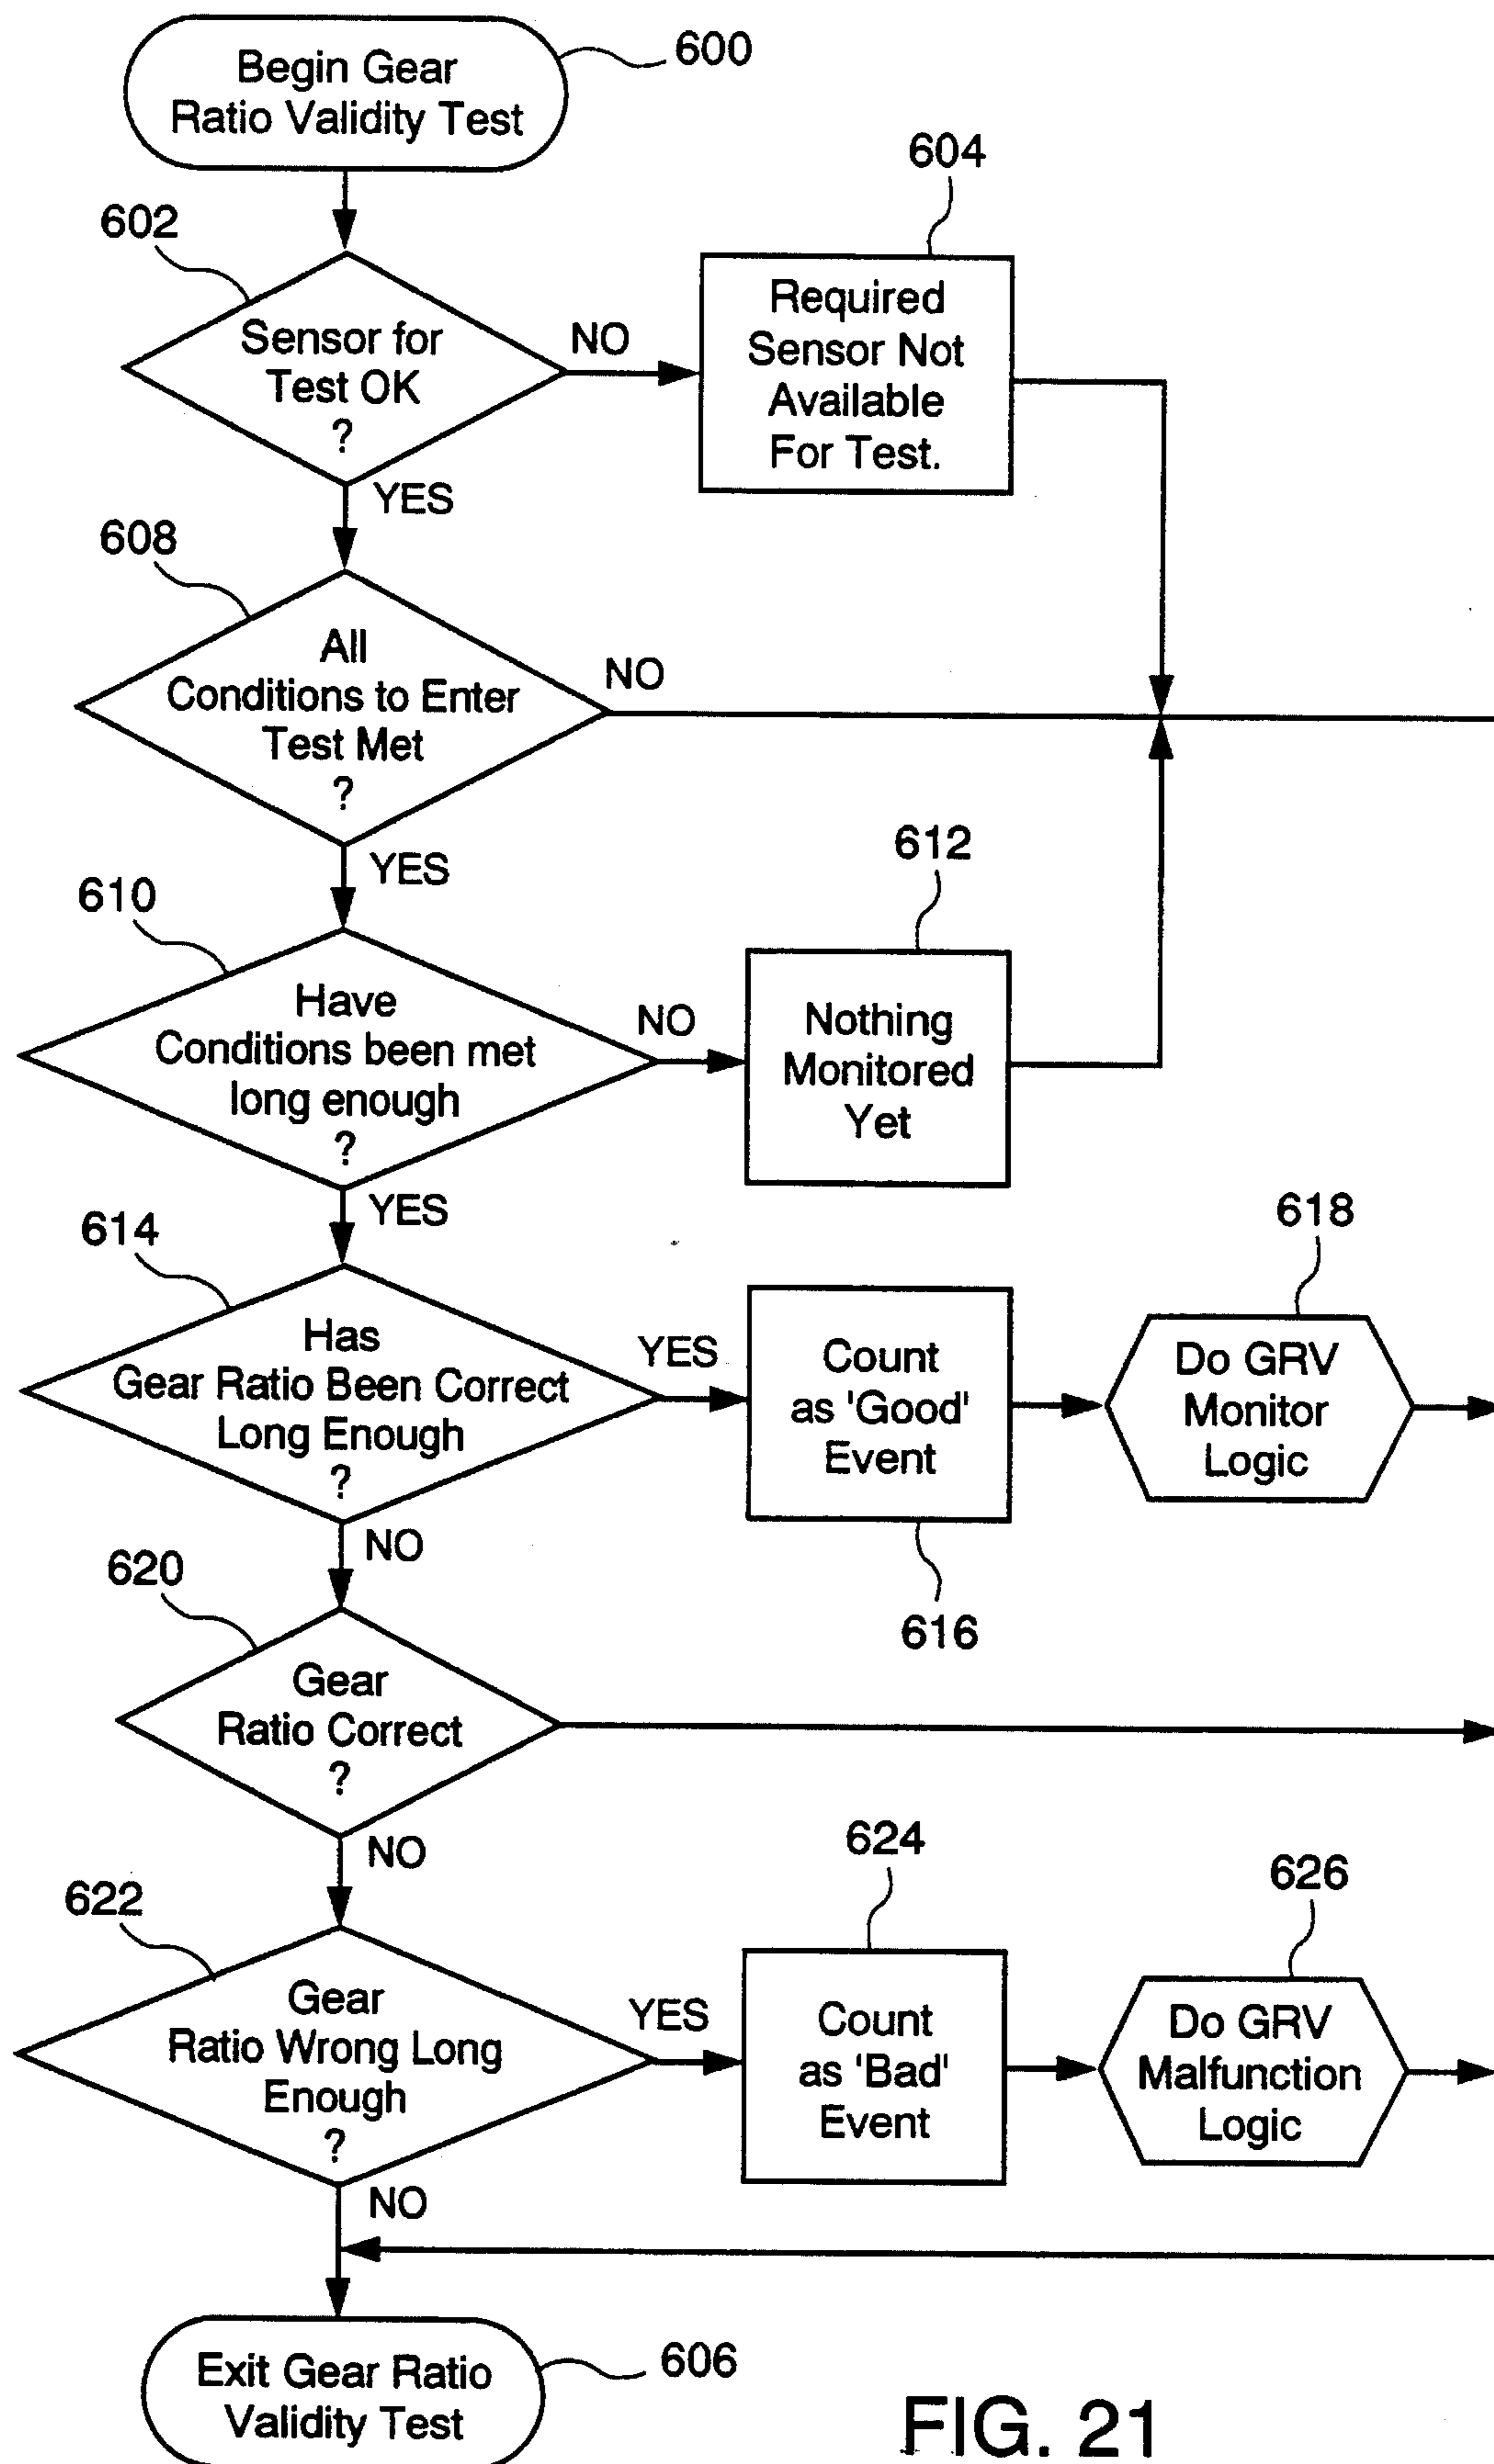 Begin Gear
Ratio Validity Test
600
604
602
Required
Sensor Not
Available
For Test.
Sensor for
Test OK
?
NO
YES
608
All
Conditions to Enter
Test Met
?
NO
YES
612
610
Have
Conditions been met
long enough
?
NO
Nothing
Monitored
Yet
YES
618
614
Has
Gear Ratio Been Correct
Long Enough
?
YES
Count
as 'Good'
Event
Do GRV
Monitor
Logic
NO
616
620
Gear
Ratio Correct
?
NO
624
626
622
Gear
Ratio Wrong Long
Enough
?
YES
Count
as 'Bad'
Event
Do GRV
Malfunction
Logic
NO
Exit Gear Ratio
Validity Test
606
FIG. 21